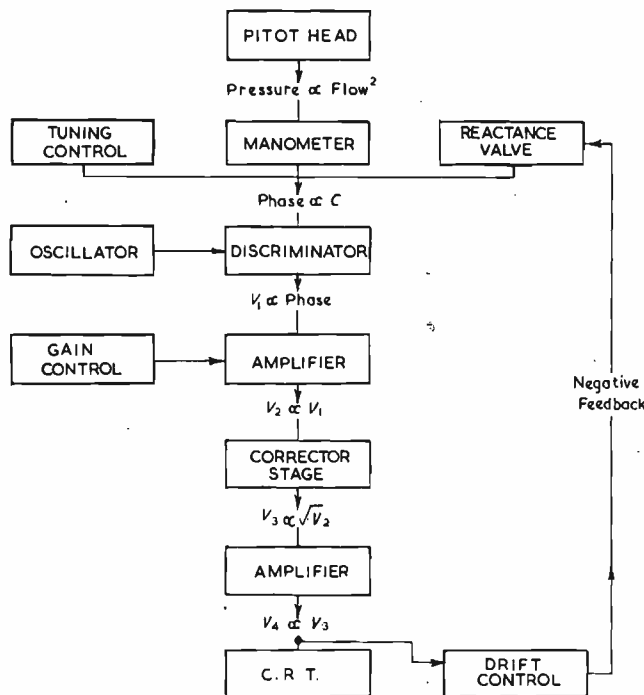 PITOT HEAD
Pressure ∝ Flow²
TUNING
CONTROL
MANOMETER
REACTANCE
VALVE
Phase ∝ C
OSCILLATOR
DISCRIMINATOR
V₁ ∝ Phase
GAIN
CONTROL
AMPLIFIER
Negative
Feedback
V₂ ∝ V₁
CORRECTOR
STAGE
V₃ ∝ √V₂
AMPLIFIER
V₄ ∝ V₃
C. R. T.
DRIFT
CONTROL